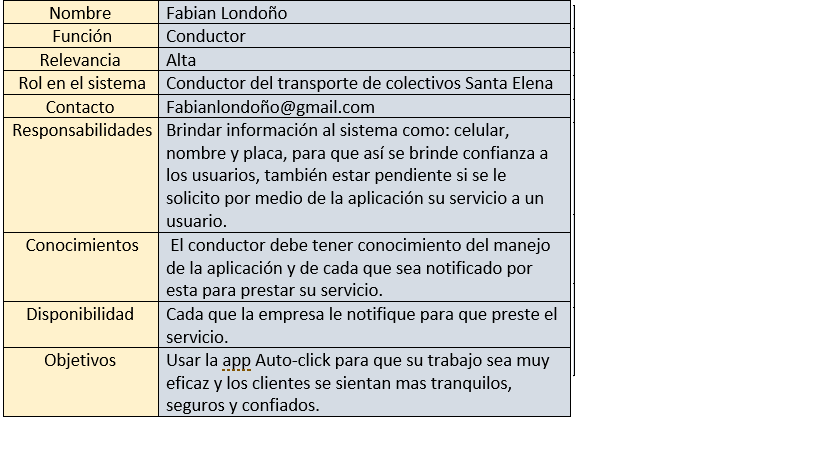 Nombre Fabian Londoño
Función Conductor
Relevancia Alta
Rol en el sistema Conductor del transporte de colectivos Santa Elena
Contacto Fabianlondoño@gmail.com
Responsabilidades Brindar información al sistema como: celular,
nombre y placa, para que así se brinde confianza a
los usuarios, también estar pendiente si se le
solicito por medio de la aplicación su servicio a un
usuario.
Conocimientos El conductor debe tener conocimiento del manejo
de la aplicación y de cada que sea notificado por
esta para prestar su servicio.
Disponibilidad Cada que la empresa le notifique para que preste el
servicio.
Objetivos Usar la app Auto-click para que su trabajo sea muy
eficaz y los clientes se sientan mas tranquilos,
seguros y confiados.